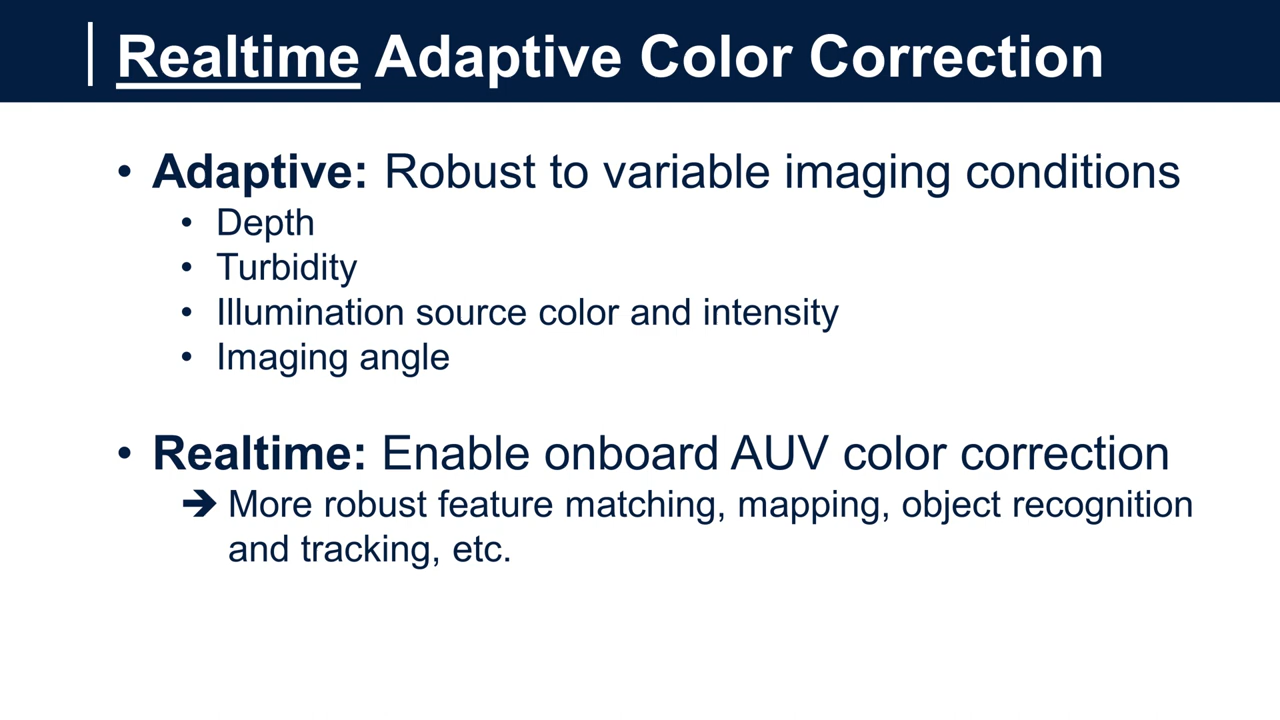 Realtime Adaptive Color Correction
• Adaptive: Robust to variable imaging conditions
• Depth
• Turbidity
• Illumination source color and intensity
• Imaging angle
• Realtime: Enable onboard AUV color correction
➔ More robust feature matching, mapping, object recognition
and tracking, etc.